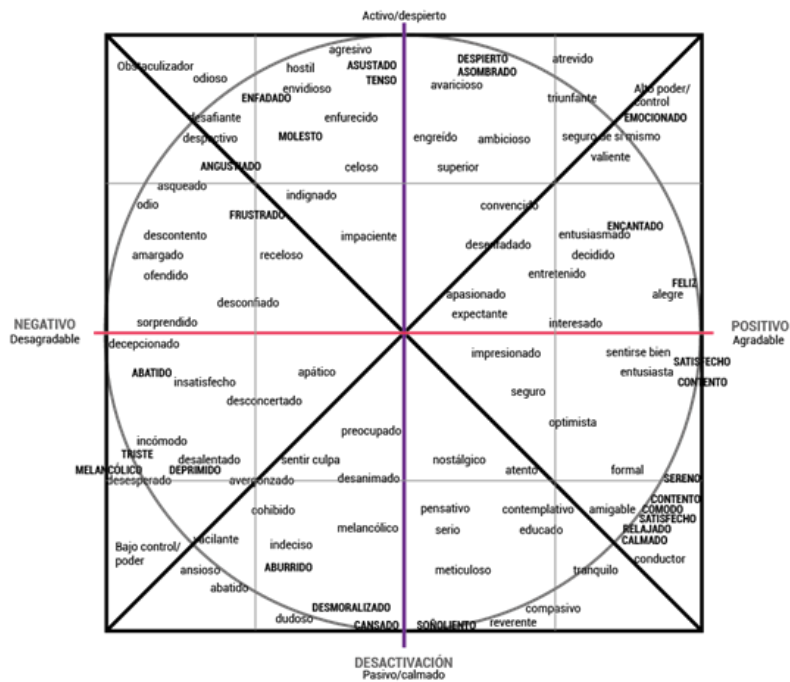 Activo/despierto
agresivo
Obstaculizador
hostil
ASUSTADO
DESPIERTO
atrevido
odioso
TENSO
ASOMBRADO
envidioso
avaricioso
Alto poder/
control
ENFADADO
triunfante
desafiante
enfurecido
EMOCIONADO
despectivo
MOLESTO
engreído
ambicioso
seguro de sí mismo
valiente
ANGUSTIADO
celoso
superior
asqueado
indignado
odio
convencido
FRUSTRADO
ENCANTADO
descontento
impaciente
entusiasmado
desenfadado
amargado
receloso
decidido
ofendido
entretenido
FELIZ
desconfiado
apasionado
alegre
expectante
sorprendido
interesado
NEGATIVO
Desagradable
POSITIVO
Agradable
decepcionado
impresionado
sentirse bien
SATISFECHO
ABATIDO
apático
entusiasta
insatisfecho
CONTENTO
seguro
desconcertado
optimista
preocupado
incómodo
TRISTE
desalentado
sentir culpa
nostálgico
MELANCÓLICO
DEPRIMIDO
atento
formal
desesperado
avergonzado
desanimado
SERENO
CONTENTO
cohibido
pensativo
contemplativo
amigable
COMODO
SATISFECHO
melancólico
serio
educado
RELAJADO
vacilante
CALMADO
Bajo control/
poder
indeciso
conductor
ansioso
ABURRIDO
meticuloso
tranquilo
abatido
DESMORALIZADO
compasivo
dudoso
CANSADO
SOÑOLIENTO
reverente
DESACTIVACIÓN
Pasivo/calmado